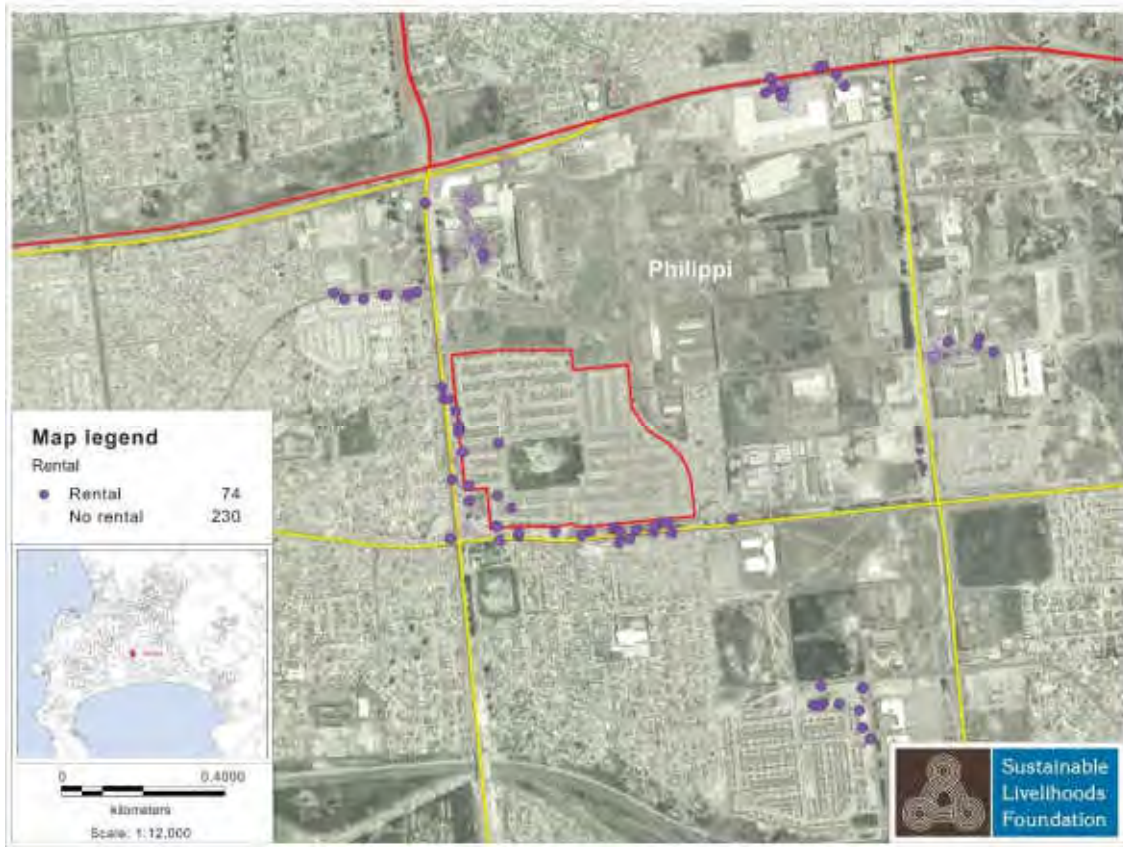 Philippi
Map legend
Rental
Rental 74
No rental 230
0 0.4000
kilometers
Scale: 1:12,000
Sustainable
Livelihoods
Foundation